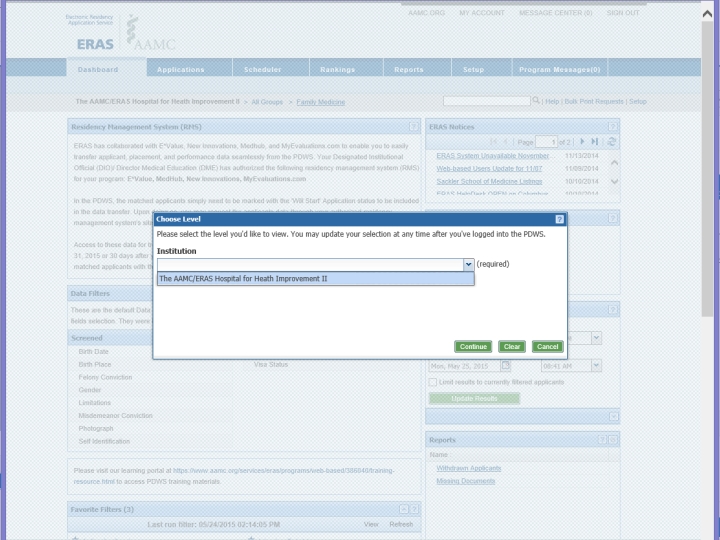 Electronic Residency
Application Service
ERAS AAMC
AAMC.ORG MY ACCOUNT MESSAGE CENTER (0) SIGN OUT
Dashboard Applications Scheduler Rankings Reports Setup Program Messages(0)
The AAMC/ERAS Hospital for Heath Improvement II > All Groups > Family Medicine
| Help | Bulk Print Requests | Setup
Residency Management System (RMS)
ERAS has collaborated with E*Value, New Innovations, Medhub, and MyEvaluations.com to enable you to easily
transfer applicant, placement, and performance data seamlessly from the PDWS. Your Designated Institutional
Official (DIO)/ Director Medical Education (DME) has authorized the following residency management system (RMS)
for your program: E*Value, MedHub, New Innovations, MyEvaluations.com
In the PDWS, the matched applicants simply need to be marked with the 'Will Start' Application status to be included
in the data transfer. Upon
management system's sit
Access to these data for th
31, 2015 or 30 days after
matched applicants with th
ERAS Notices
Page 1 of 2
ERAS System Unavailable November 11/13/2014
Web-based Users Update for 11/07 11/09/2014
Sackler School of Medicine Listings 10/10/2014
ERAS HelpDesk OPEN on Columbus 10/10/2014
Choose Level
Please select the level you'd like to view. You may update your selection at any time after you've logged into the PDWS.
Institution
(required)
The AAMC/ERAS Hospital for Heath Improvement II
Continue Clear Cancel
Data Filters
These are the default Data
fields selection. They were
Screened
Birth Date
Birth Place Visa Status
Felony Conviction
Gender
Limitations
Misdemeanor Conviction
Photograph
Self Identification
Mon, May 25, 2015 06:41 AM
Limit results to currently filtered applicants
Update Results
Reports
Name
Withdrawn Applicants
Missing Documents
Please visit our learning portal at https://www.aamc.org/services/eras/programs/web-based/386840/training-
resource.html to access PDWS training materials
Favorite Filters (3)
Last run filter: 05/24/2015 02:14:05 PM View Refresh